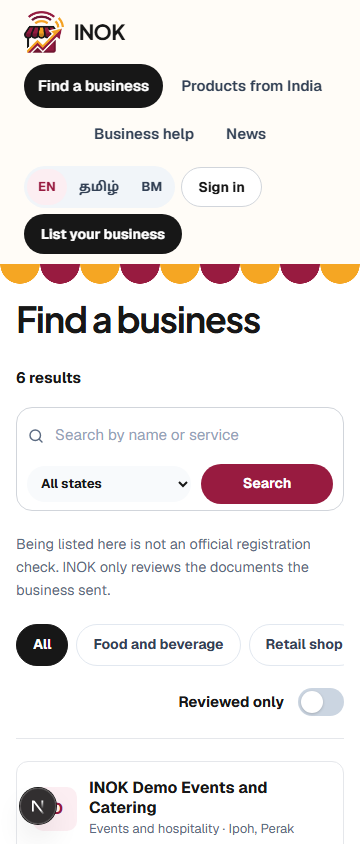 INOK
Find a business
Products from India
Business help
News
EN
தமிழ்
BM
Sign in
List your business
Find a business
6 results
Search by name or service
All states
Search
Being listed here is not an official registration
check. INOK only reviews the documents the
business sent.
All
Food and beverage
Retail shop
Reviewed only
INOK Demo Events and
Catering
Events and hospitality · Ipoh, Perak
N